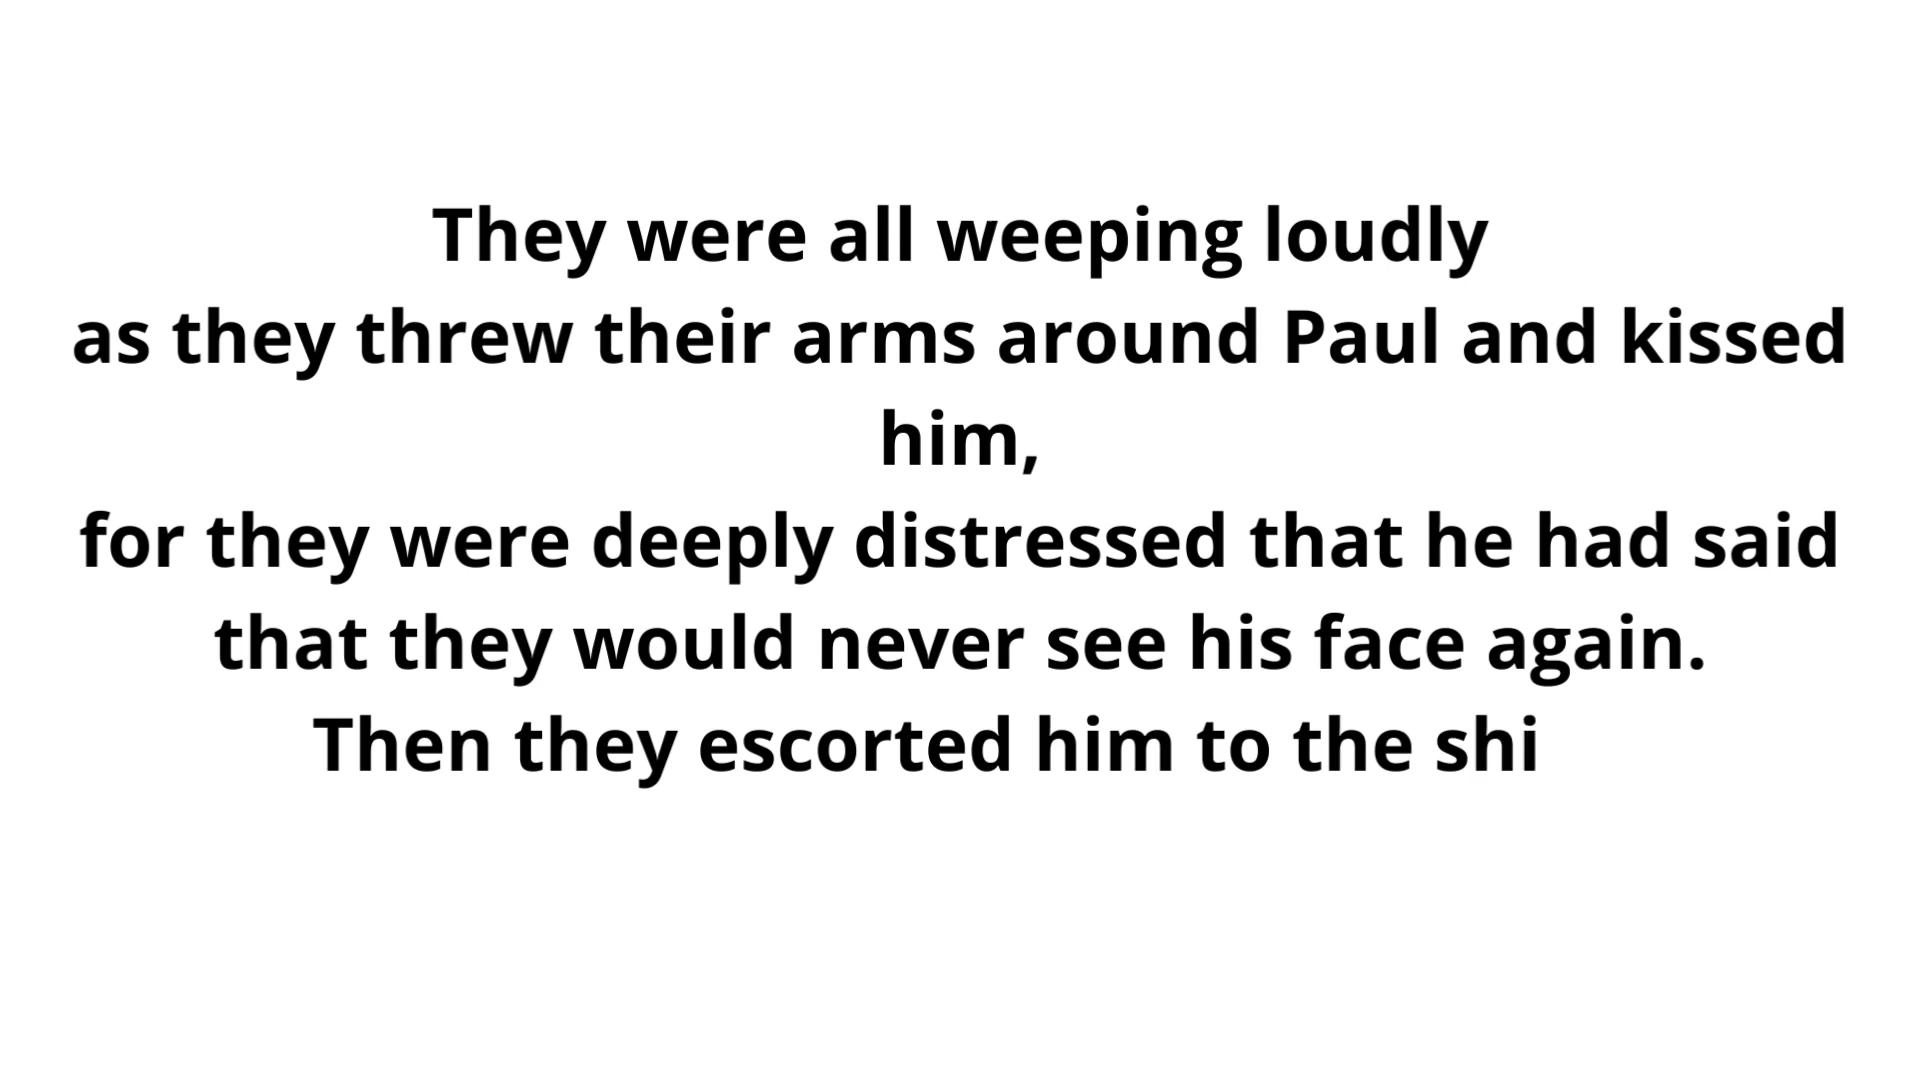 They were all weeping loudly
as they threw their arms around Paul and kissed
him,
for they were deeply distressed that he had said
that they would never see his face again.
Then they escorted him to the shi